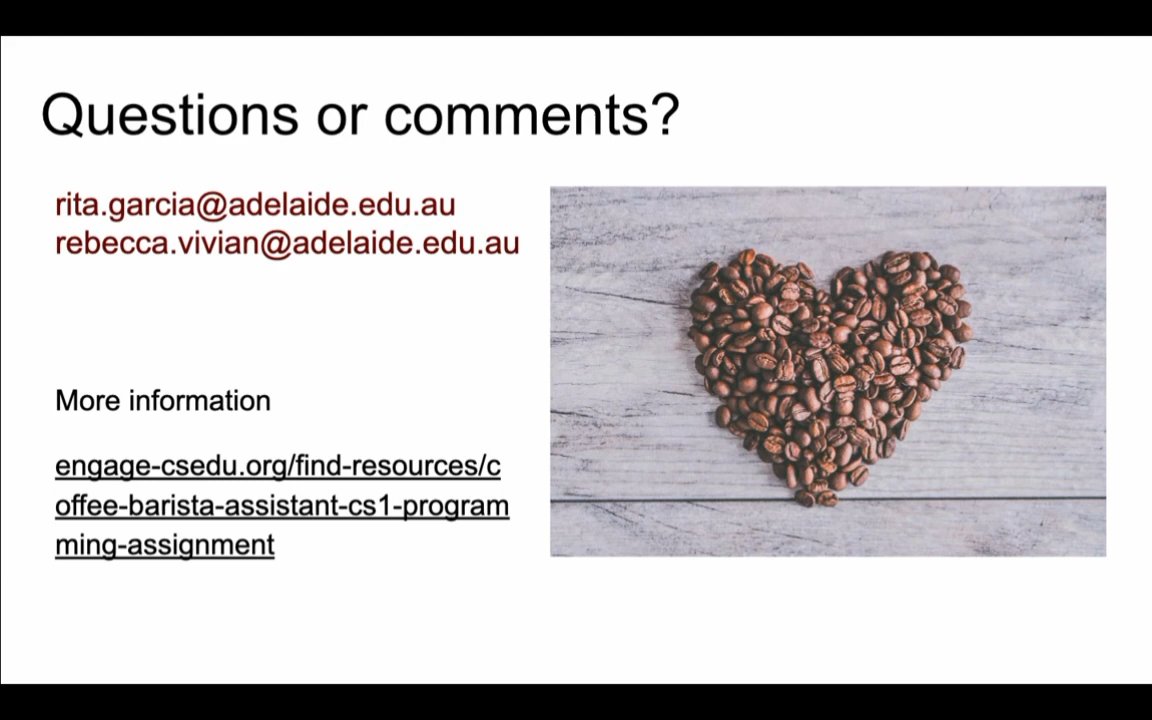 Questions or comments?
rita.garcia@adelaide.edu.au
rebecca.vivian@adelaide.edu.au
More information
engage-csedu.org/find-resources/c
offee-barista-assistant-cs1-program
ming-assignment